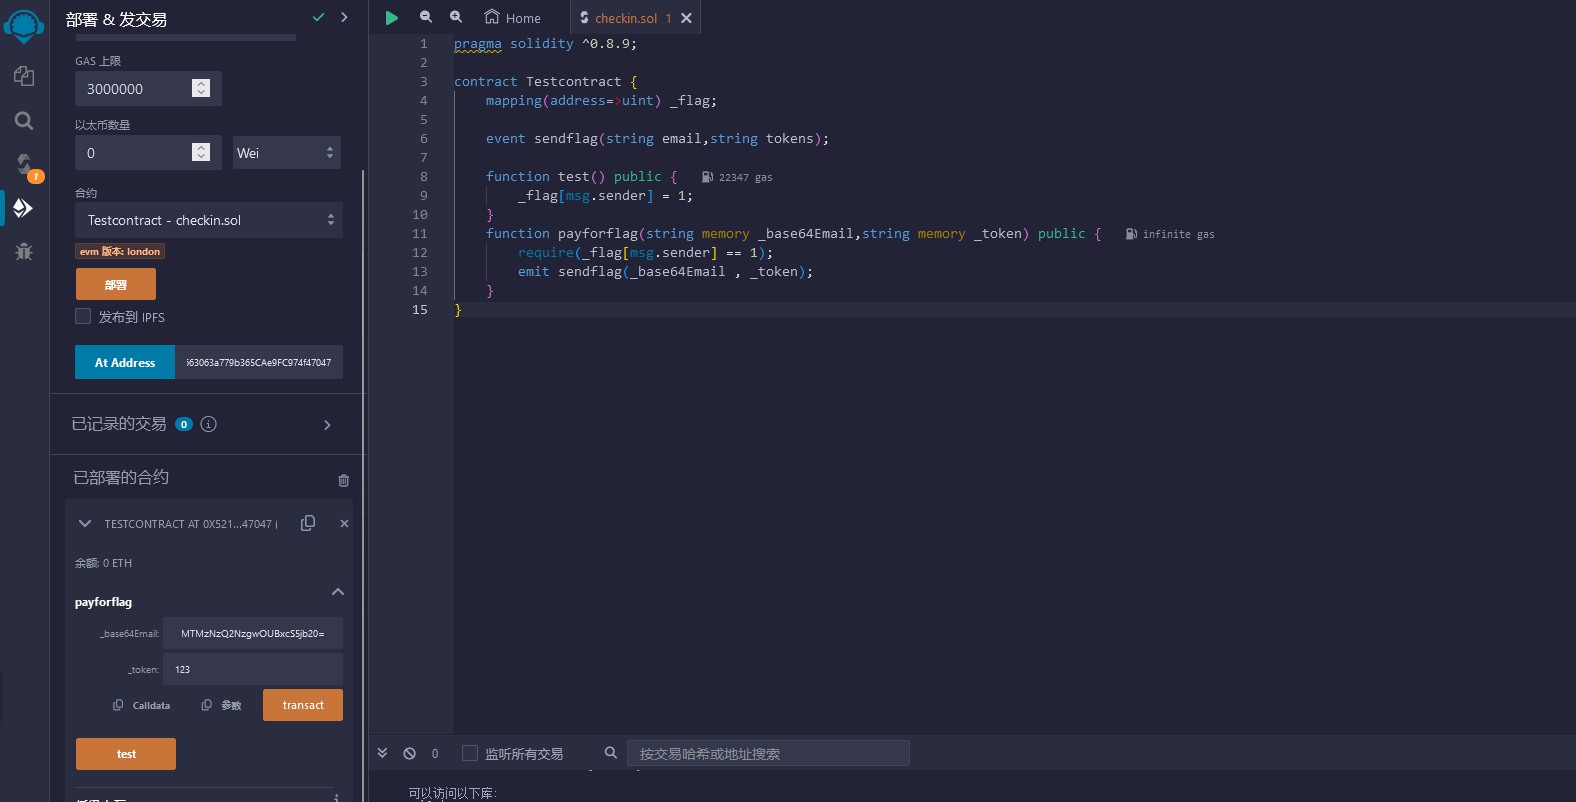 部署 & 发交易
GAS 上限
3000000
以太币数量
0
Wei
合约
Testcontract - checkin.sol
evm 版本: london
部署
发布到 IPFS
At Address
63063a779b365CAe9FC974f47047
已记录的交易 0
已部署的合约
TESTCONTRACT AT 0X521...47047 (
余额: 0 ETH
payforflag
_base64Email:
MTMzNzQ2NzgwOUBxcS5jb20=
_token:
123
Calldata
参数
transact
test
1
Home
checkin.sol 1
1 pragma solidity ^0.8.9;
2
3 contract Testcontract {
4 mapping(address=>uint) _flag;
5
6 event sendflag(string email,string tokens);
7
8 function test() public { 22347 gas
9 _flag[msg.sender] = 1;
10 }
11 function payforflag(string memory _base64Email,string memory _token) public { infinite gas
12 require(_flag[msg.sender] == 1);
13 emit sendflag(_base64Email , _token);
14 }
15 }
0
监听所有交易
按交易哈希或地址搜索
可以访问以下库: